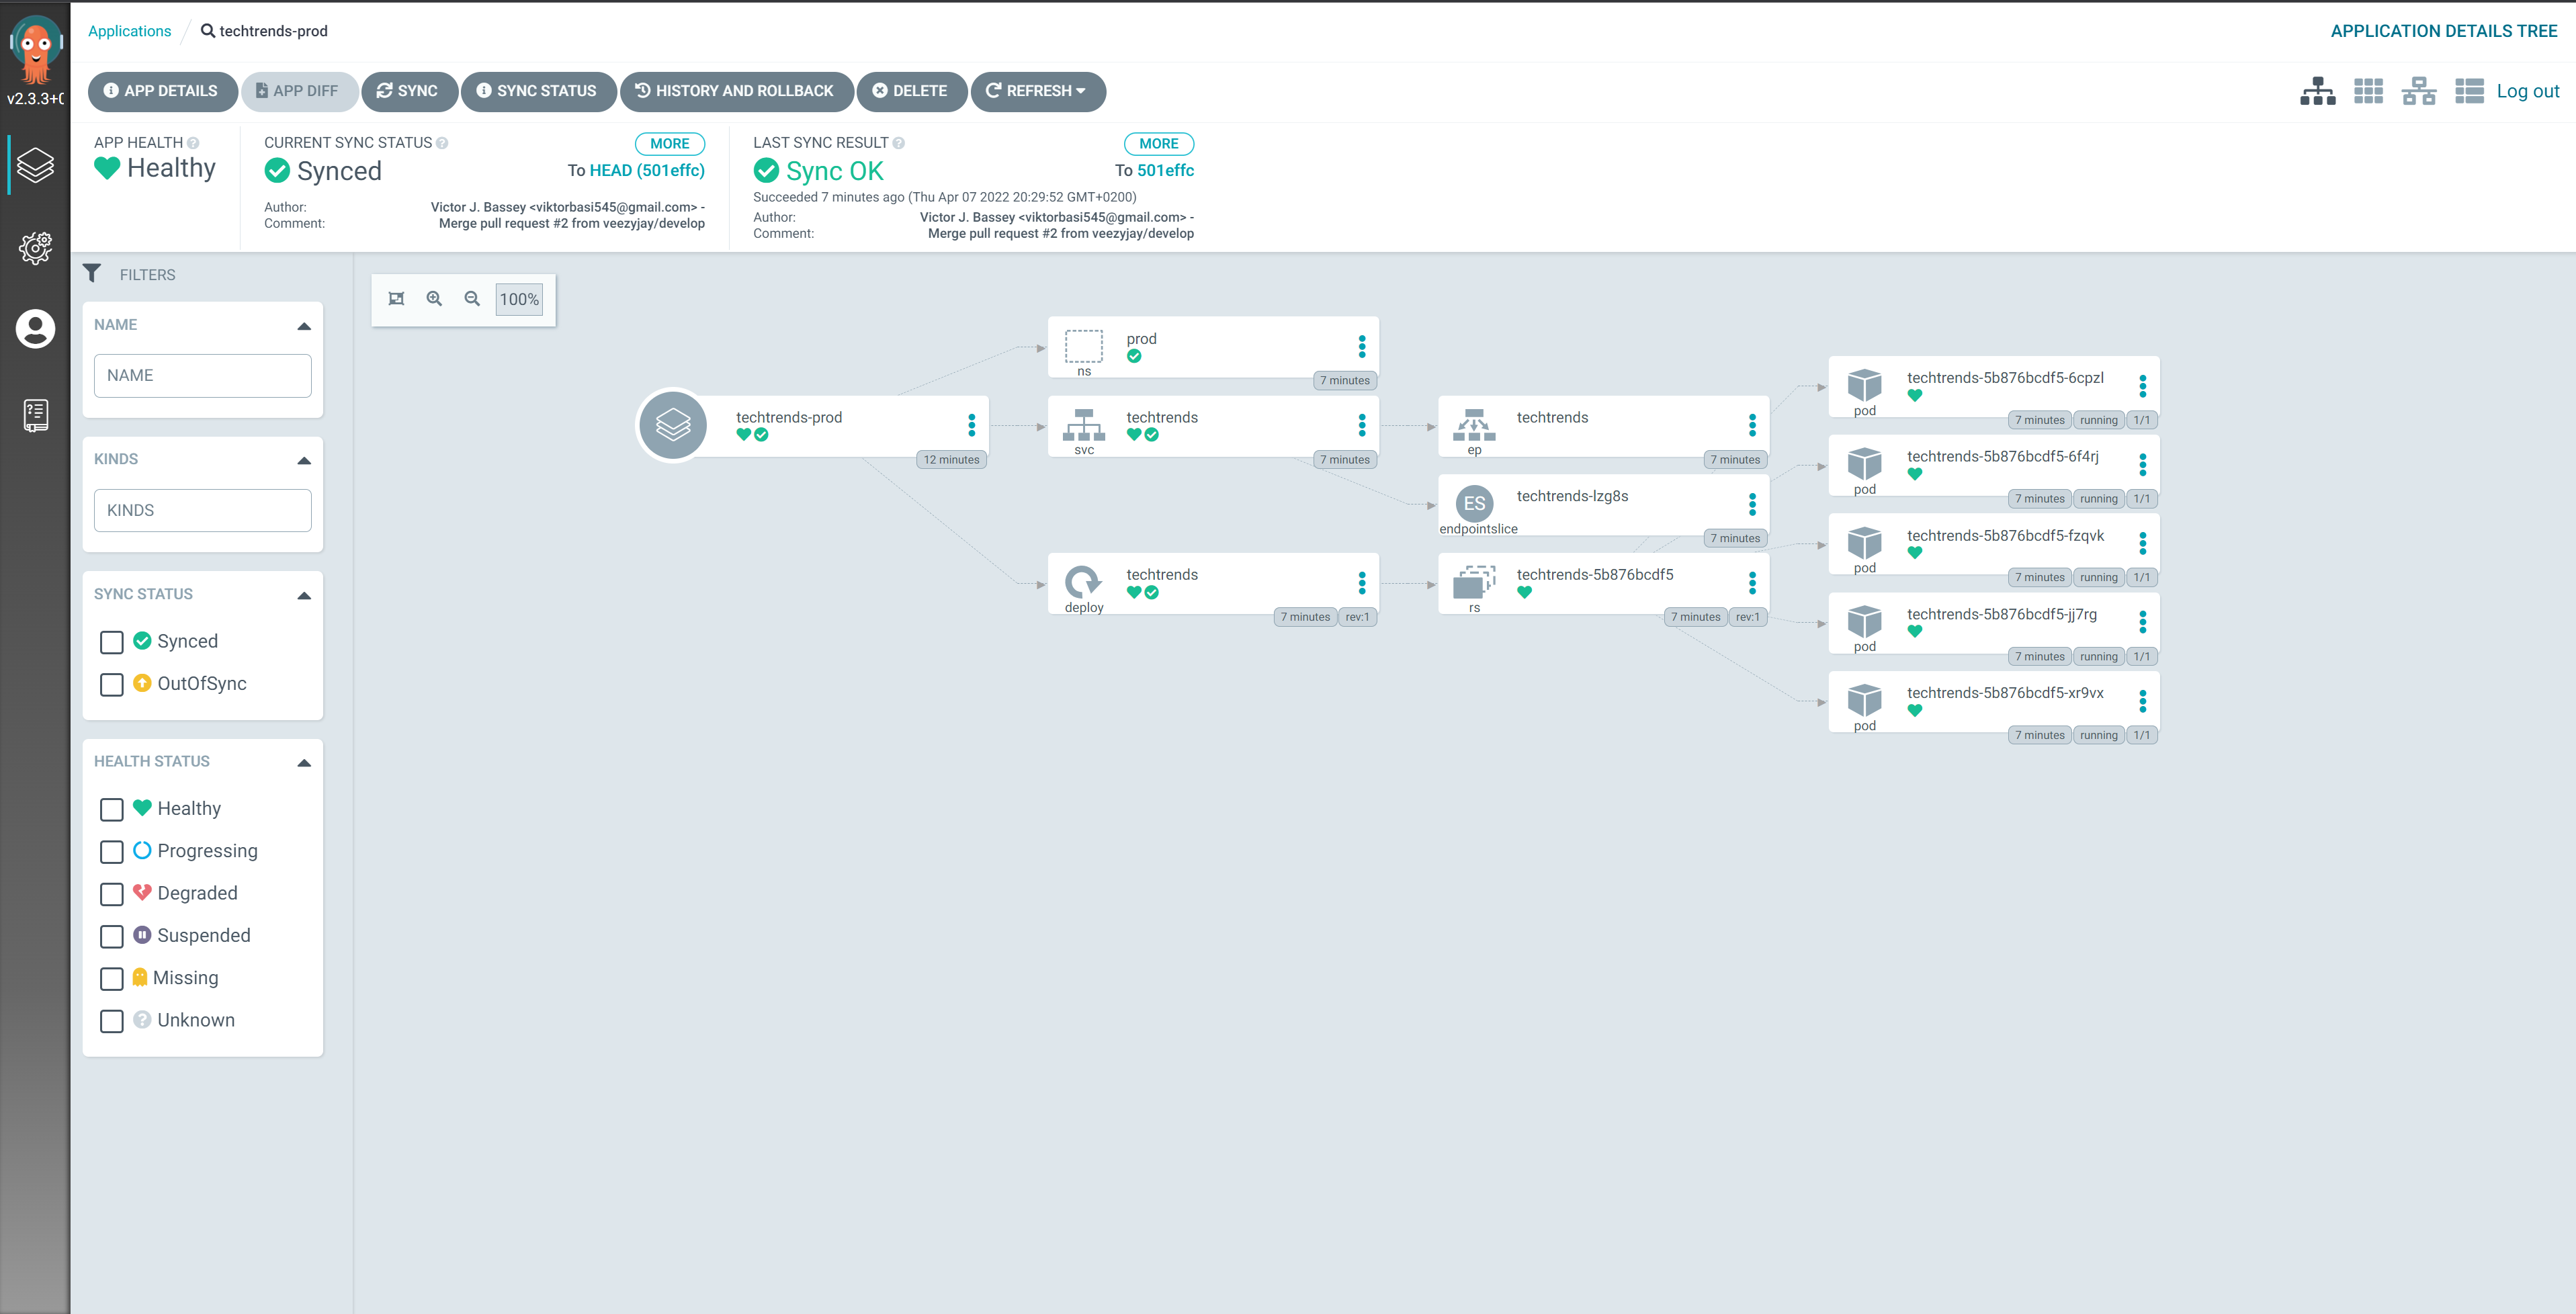 Applications / techtrends-prod
APPLICATION DETAILS TREE
v2.3.3+0
APP DETAILS
APP DIFF
SYNC
SYNC STATUS
HISTORY AND ROLLBACK
DELETE
REFRESH
Log out
APP HEALTH
Healthy
CURRENT SYNC STATUS
MORE
Synced
To HEAD (501effc)
Author: Victor J. Bassey <viktorbasi545@gmail.com> -
Comment: Merge pull request #2 from veezyjay/develop
LAST SYNC RESULT
MORE
Sync OK
To 501effc
Succeeded 7 minutes ago (Thu Apr 07 2022 20:29:52 GMT+0200)
Author: Victor J. Bassey <viktorbasi545@gmail.com> -
Comment: Merge pull request #2 from veezyjay/develop
FILTERS
NAME
NAME
KINDS
KINDS
SYNC STATUS
Synced
OutOfSync
HEALTH STATUS
Healthy
Progressing
Degraded
Suspended
Missing
Unknown
100%
techtrends-prod
12 minutes
prod
ns
7 minutes
techtrends
svc
7 minutes
techtrends
deploy
7 minutes rev:1
techtrends
ep
7 minutes
ES
techtrends-lzg8s
endpointslice
7 minutes
techtrends-5b876bcdf5
rs
7 minutes rev:1
techtrends-5b876bcdf5-6cpzl
pod
7 minutes running 1/1
techtrends-5b876bcdf5-6f4rj
pod
7 minutes running 1/1
techtrends-5b876bcdf5-fzqvk
pod
7 minutes running 1/1
techtrends-5b876bcdf5-jj7rg
pod
7 minutes running 1/1
techtrends-5b876bcdf5-xr9vx
pod
7 minutes running 1/1